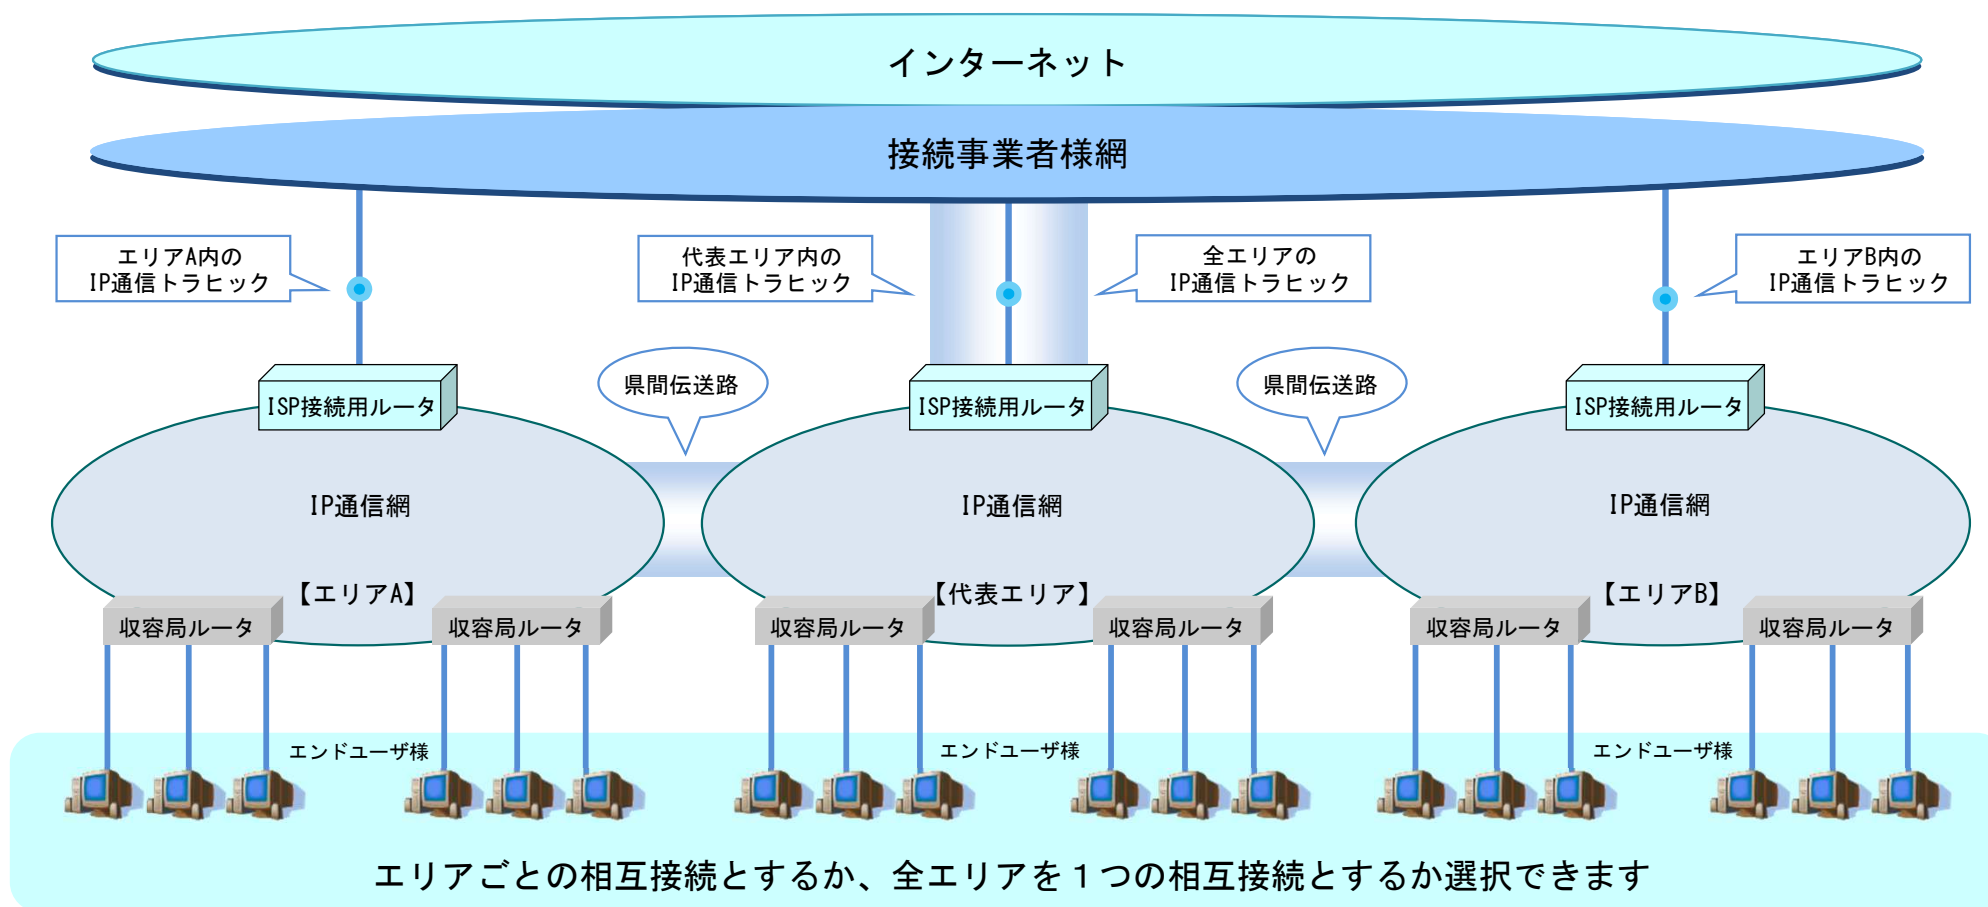 インターネット
接続事業者様網
エリアA内の
IP通信トラヒック
代表エリア内の
IP通信トラヒック
全エリアの
IP通信トラヒック
エリアB内の
IP通信トラヒック
県間伝送路
県間伝送路
ISP接続用ルータ
ISP接続用ルータ
ISP接続用ルータ
IP通信網
IP通信網
IP通信網
【エリアA】
【代表エリア】
【エリアB】
収容局ルータ
収容局ルータ
収容局ルータ
収容局ルータ
収容局ルータ
収容局ルータ
エンドユーザ様
エンドユーザ様
エンドユーザ様
エリアごとの相互接続とするか、全エリアを１つの相互接続とするか選択できます